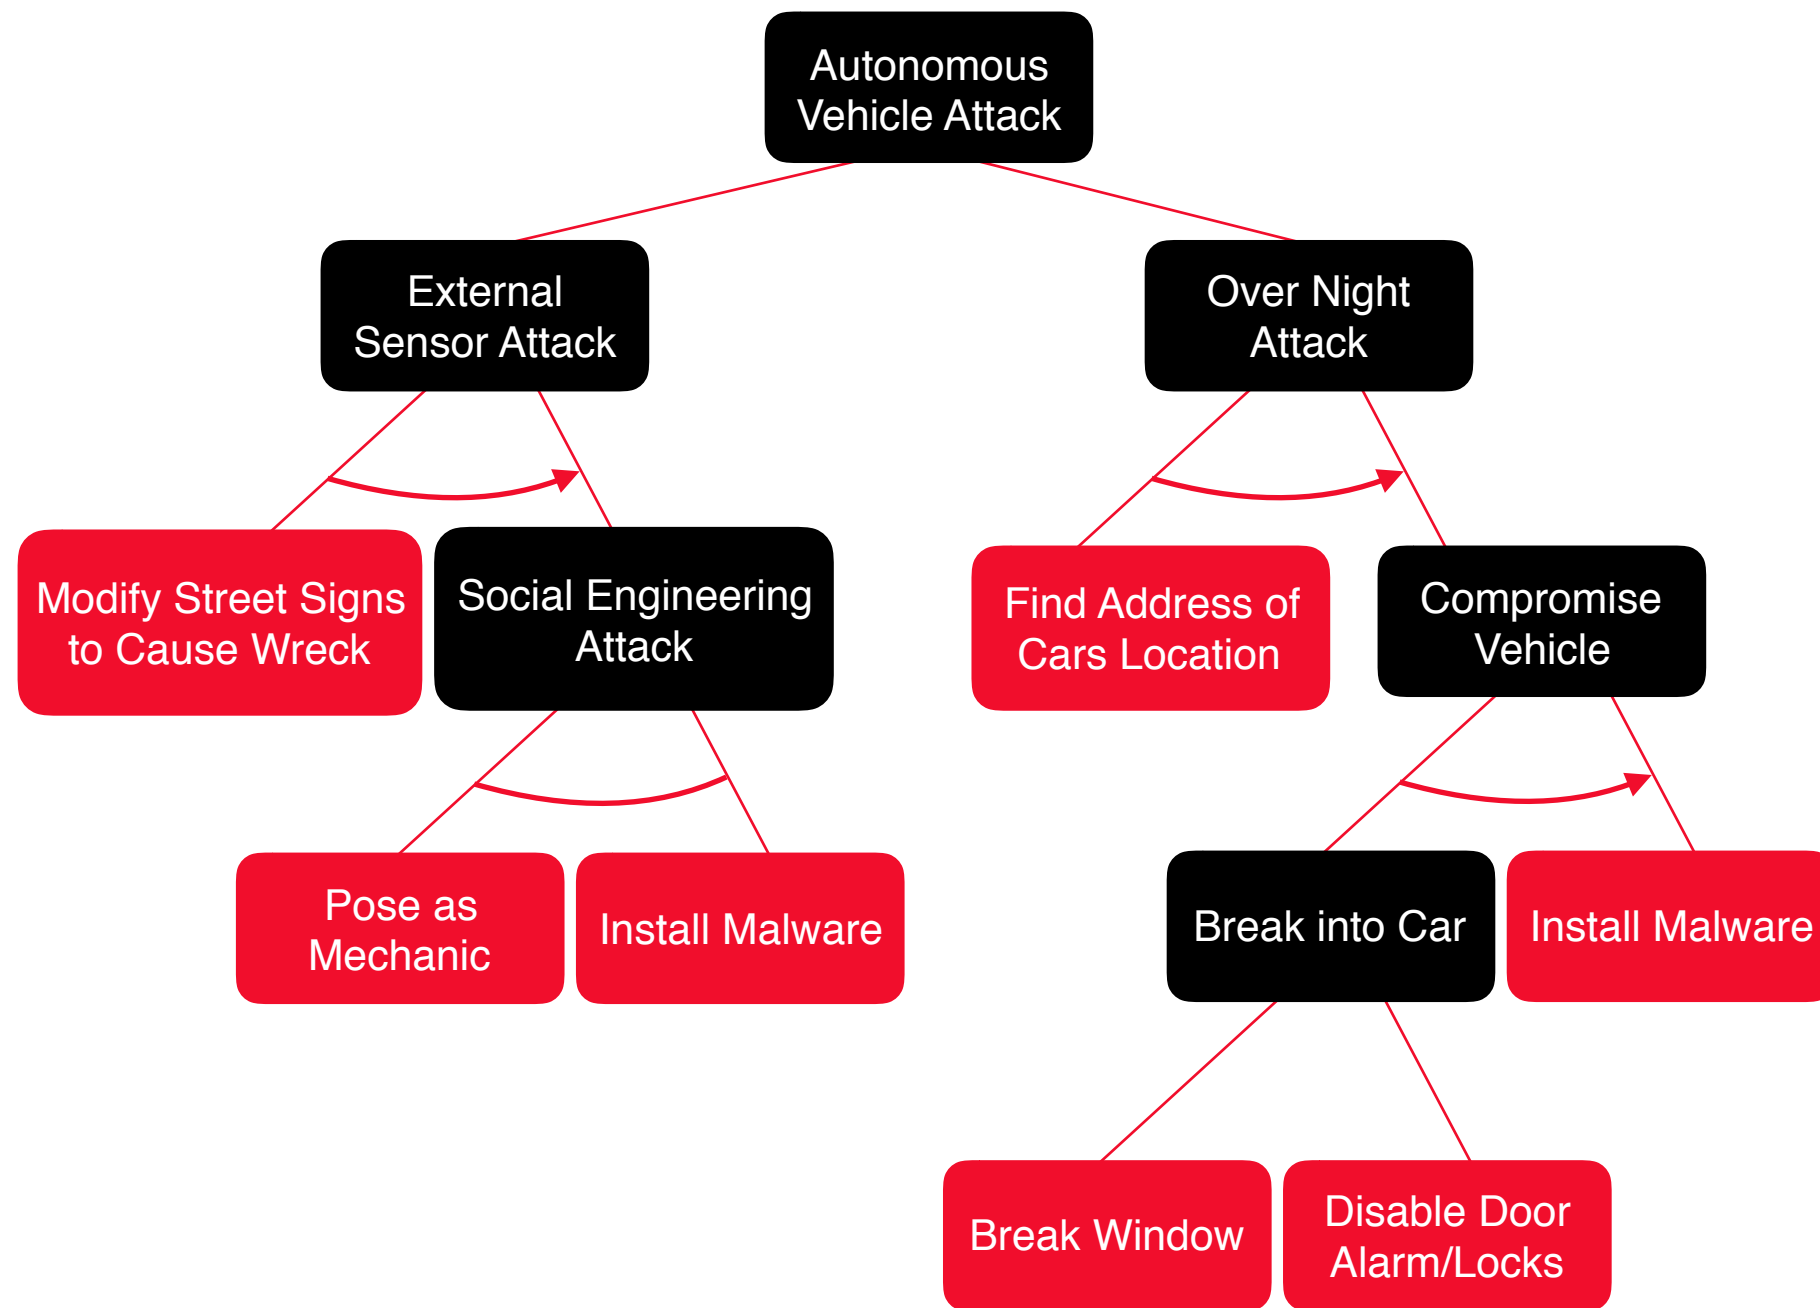 Autonomous
Vehicle Attack
External
Sensor Attack
Over Night
Attack
Modify Street Signs
to Cause Wreck
Social Engineering
Attack
Find Address of
Cars Location
Compromise
Vehicle
Pose as
Mechanic
Install Malware
Break into Car
Install Malware
Break Window
Disable Door
Alarm/Locks